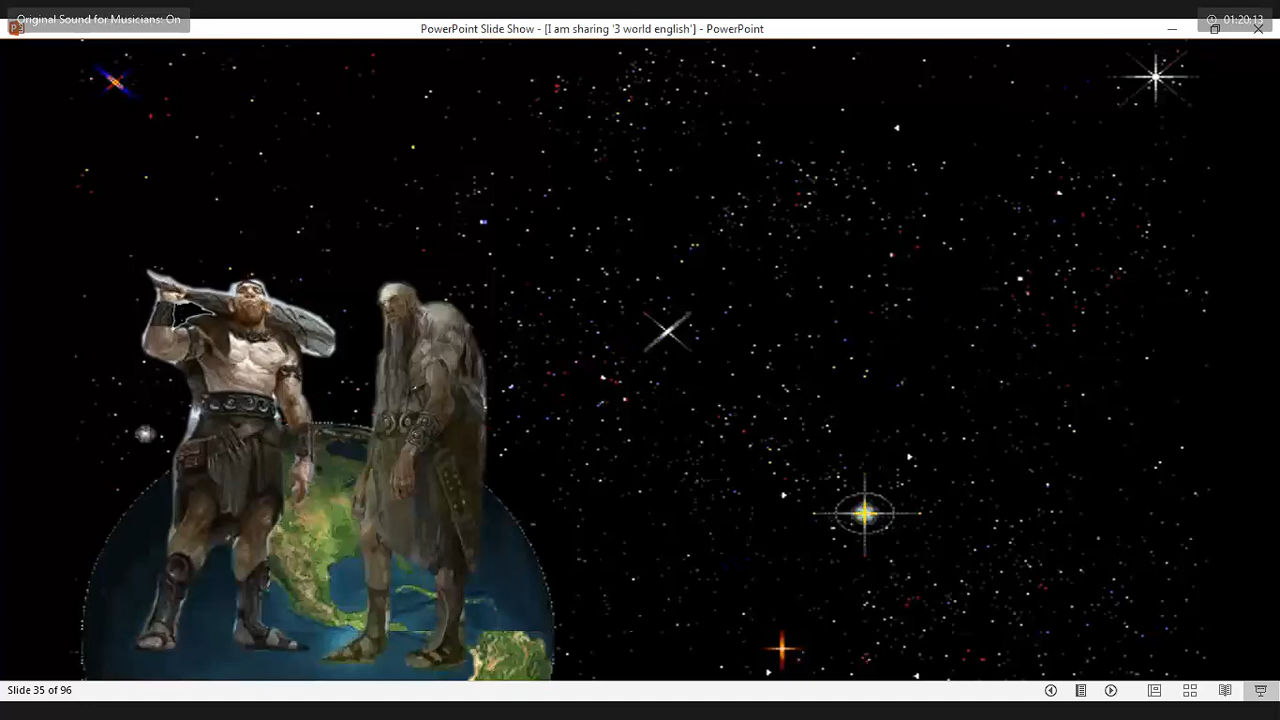 Original Sound for Musicians: On
01:20:13
PowerPoint Slide Show - [I am sharing '3 world english'] - PowerPoint
Slide 35 of 96